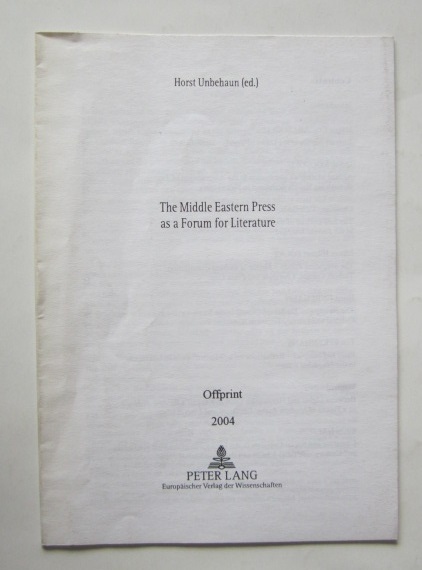 Horst Unbehaun (ed.)
The Middle Eastern Press
as a Forum for Literature
Offprint
2004
PETER LANG
Europäischer Verlag der Wissenschaften